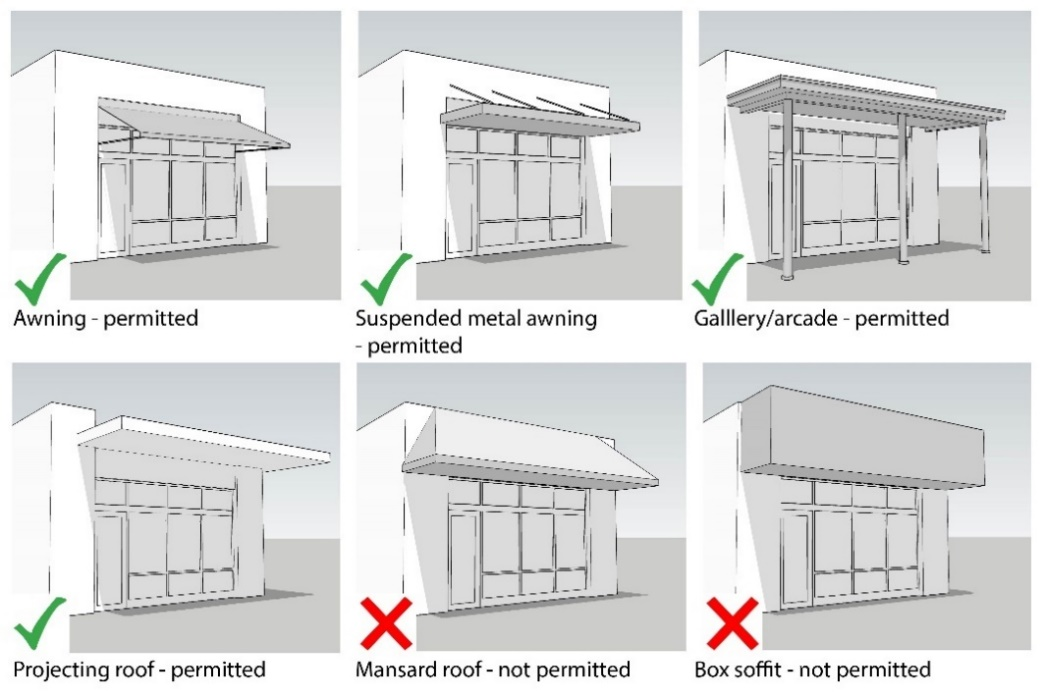 Awning - permitted
Suspended metal awning
- permitted
Galllery/arcade - permitted
Projecting roof - permitted
Mansard roof - not permitted
Box soffit - not permitted